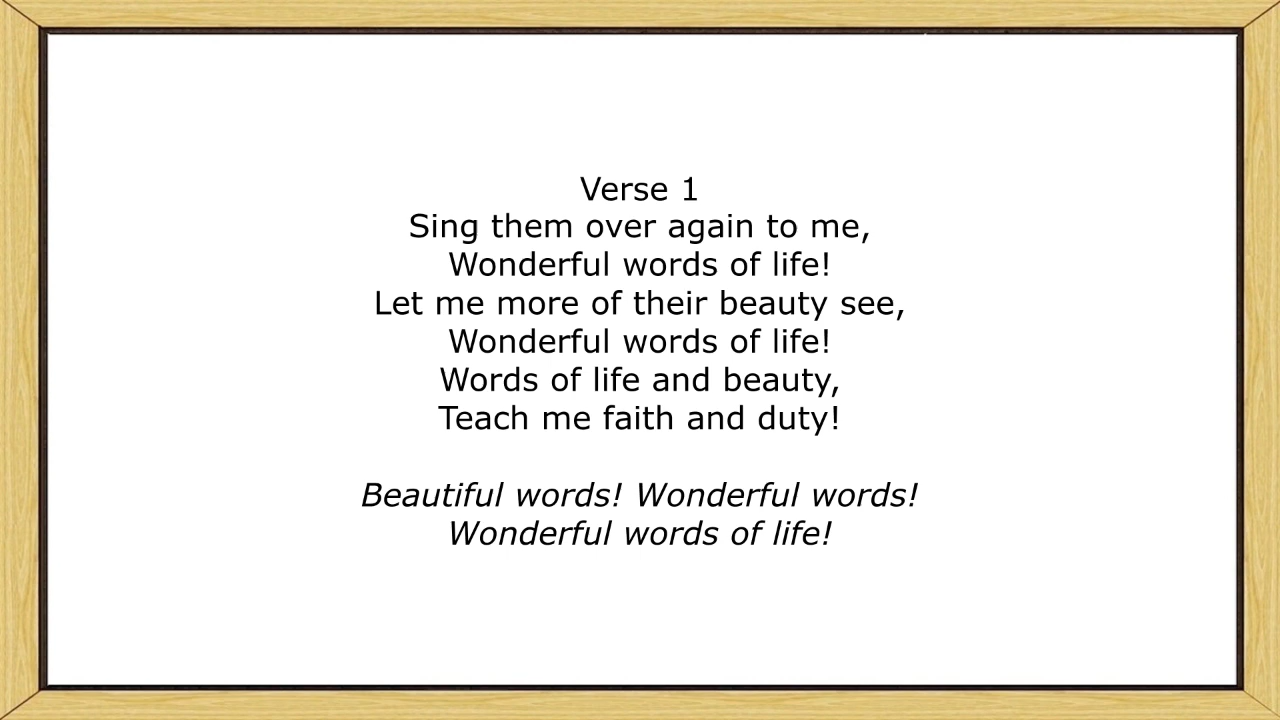 Verse 1
Sing them over again to me,
Wonderful words of life!
Let me more of their beauty see,
Wonderful words of life!
Words of life and beauty,
Teach me faith and duty!
Beautiful words! Wonderful words!
Wonderful words of life!